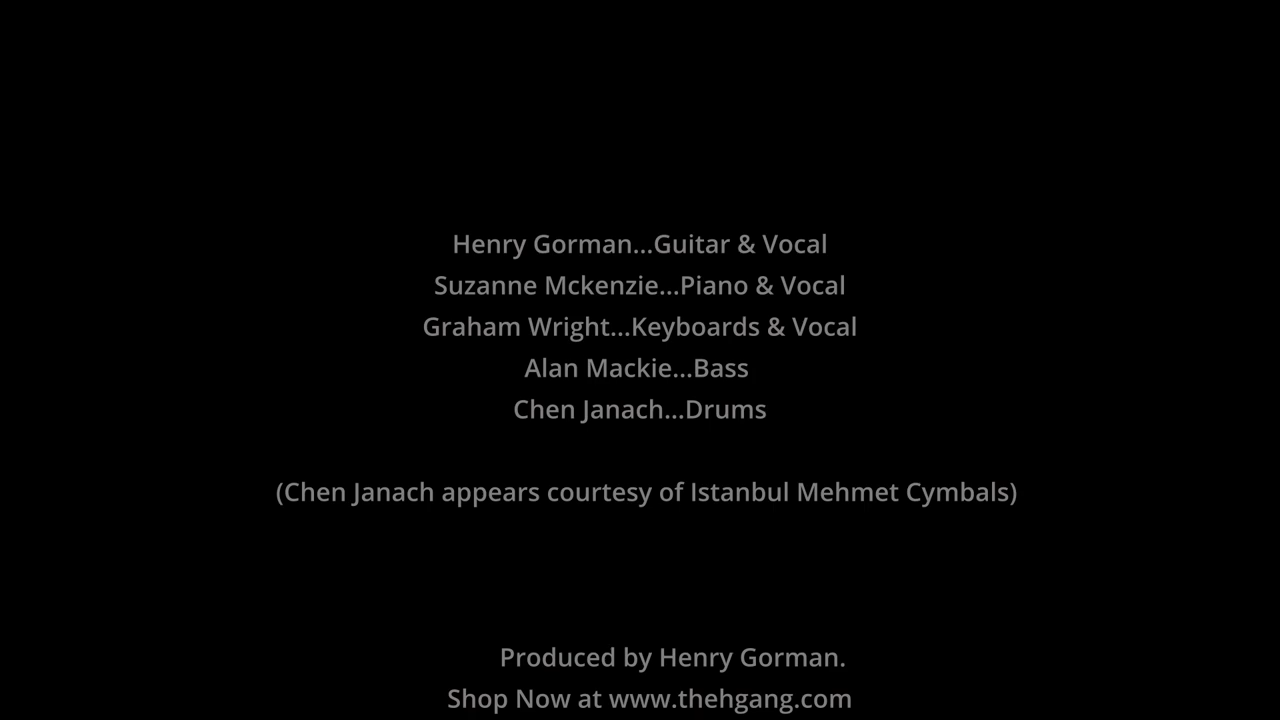 Henry Gorman...Guitar & Vocal
Suzanne Mckenzie...Piano & Vocal
Graham Wright...Keyboards & Vocal
Alan Mackie...Bass
Chen Janach...Drums
(Chen Janach appears courtesy of Istanbul Mehmet Cymbals)
Produced by Henry Gorman.
Shop Now at www.thehgang.com